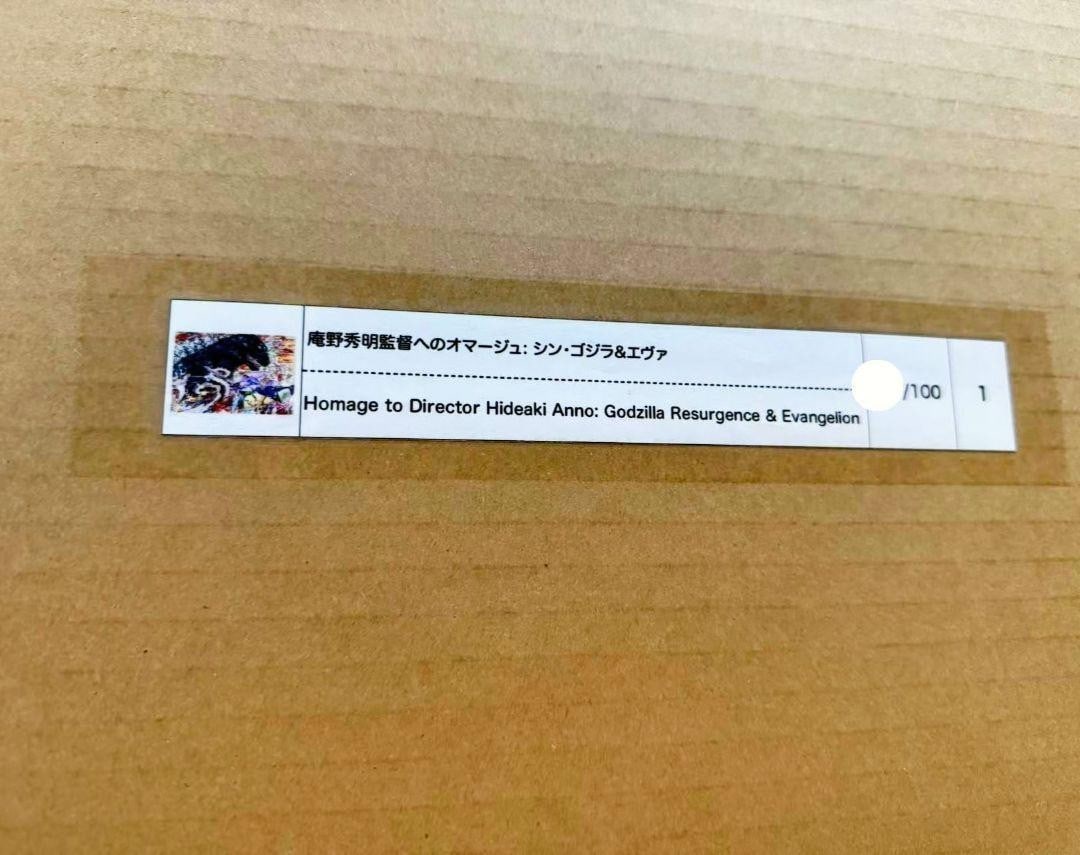 庵野秀明監督へのオマージュ: シン・ゴジラ&エヴァ
Homage to Director Hideaki Anno: Godzilla Resurgence & Evangelion
/100
1